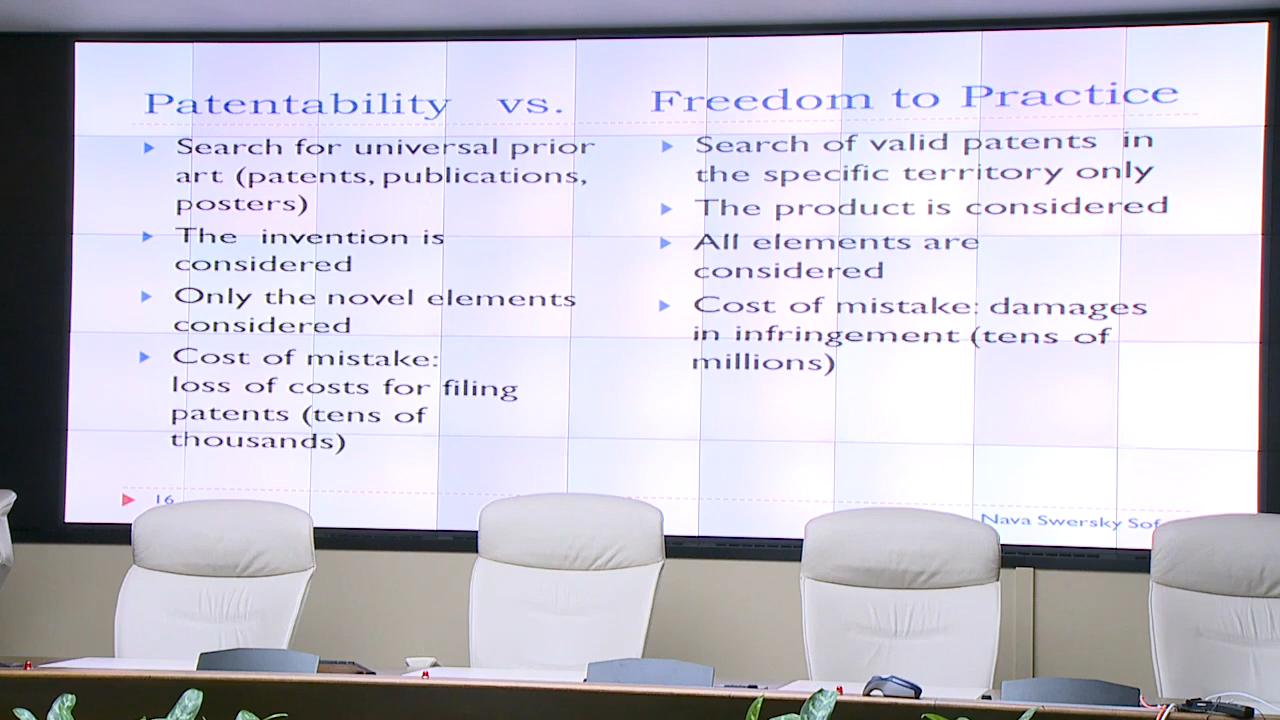 Patentability vs.
Search for universal prior
art (patents, publications,
posters)
The invention is
considered
Only the novel elements
considered
Cost of mistake:
loss of costs for filing
patents (tens of
thousands)
Freedom to Practice
Search of valid patents in
the specific territory only
The product is considered
All elements are
considered
Cost of mistake: damages
in infringement (tens of
millions)
16
Nava Swersky Sof